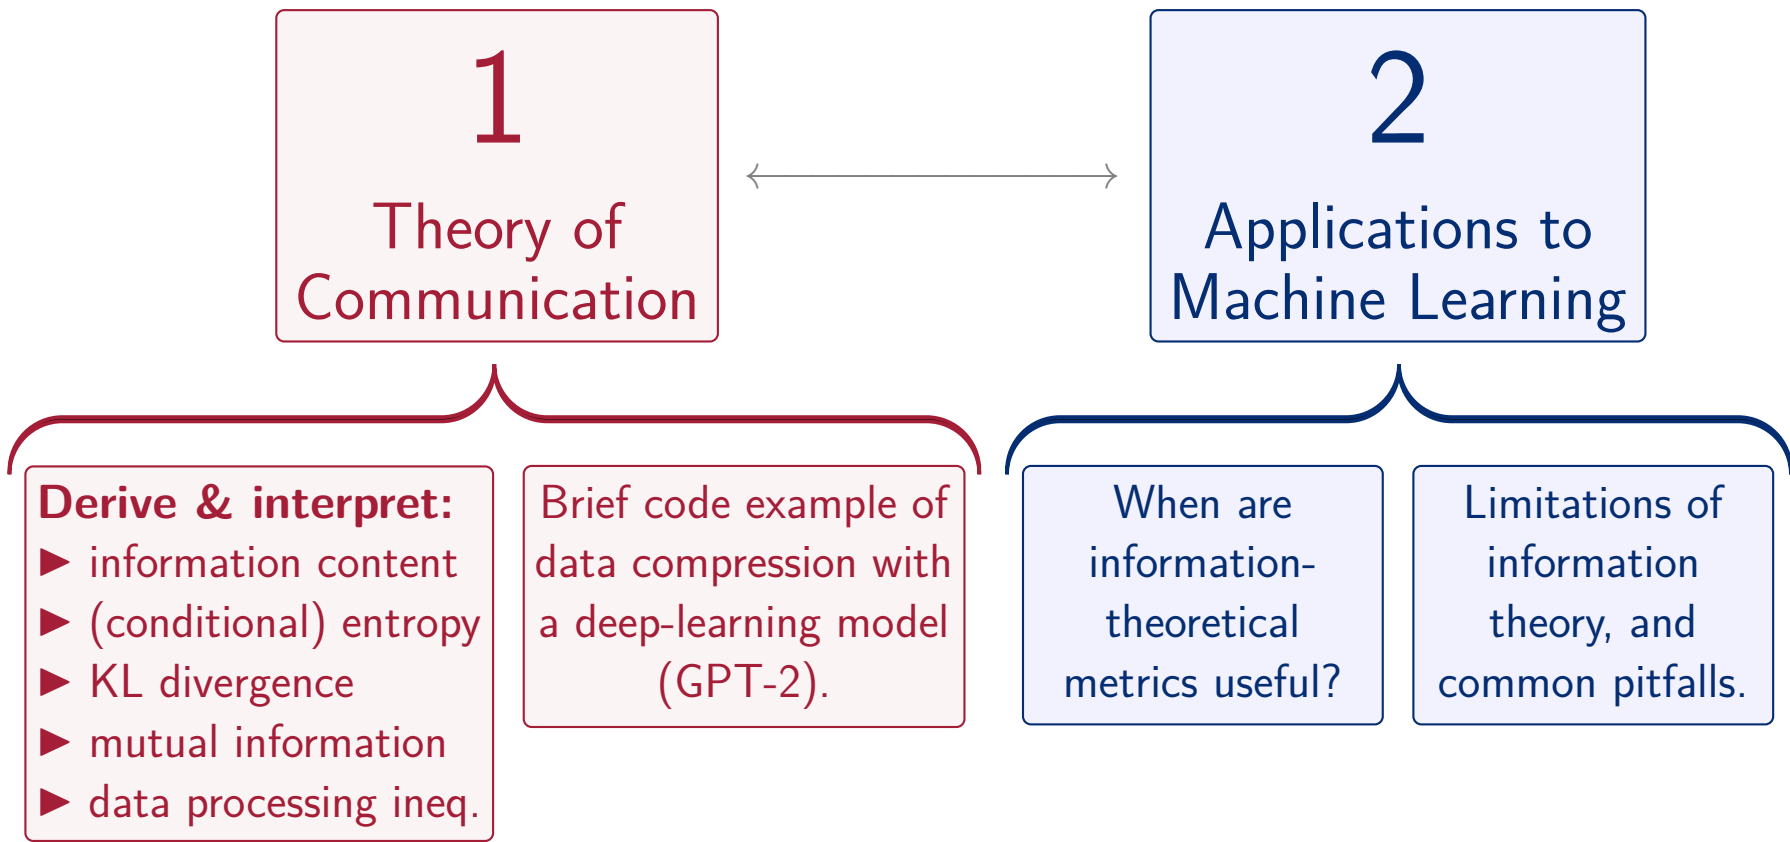 1
Theory of
Communication
2
Applications to
Machine Learning
Derive & interpret:
▶ information content
▶ (conditional) entropy
▶ KL divergence
▶ mutual information
▶ data processing ineq.
Brief code example of
data compression with
a deep-learning model
(GPT-2).
When are
information-
theoretical
metrics useful?
Limitations of
information
theory, and
common pitfalls.